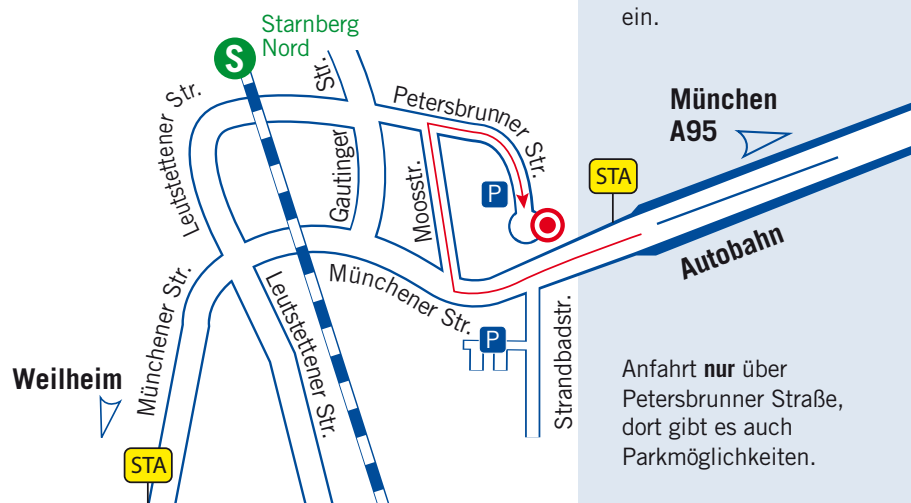 ein.
Starnberg
Nord
S
Str.
Leutstettener Str.
Petersbrunner Str.
München
A95
Gautinger
Moosstr.
P
STA
Autobahn
Münchener Str.
Münchener Str.
Leutstettener Str.
P
Strandbadstr.
Weilheim
STA
Anfahrt nur über
Petersbrunner Straße,
dort gibt es auch
Parkmöglichkeiten.